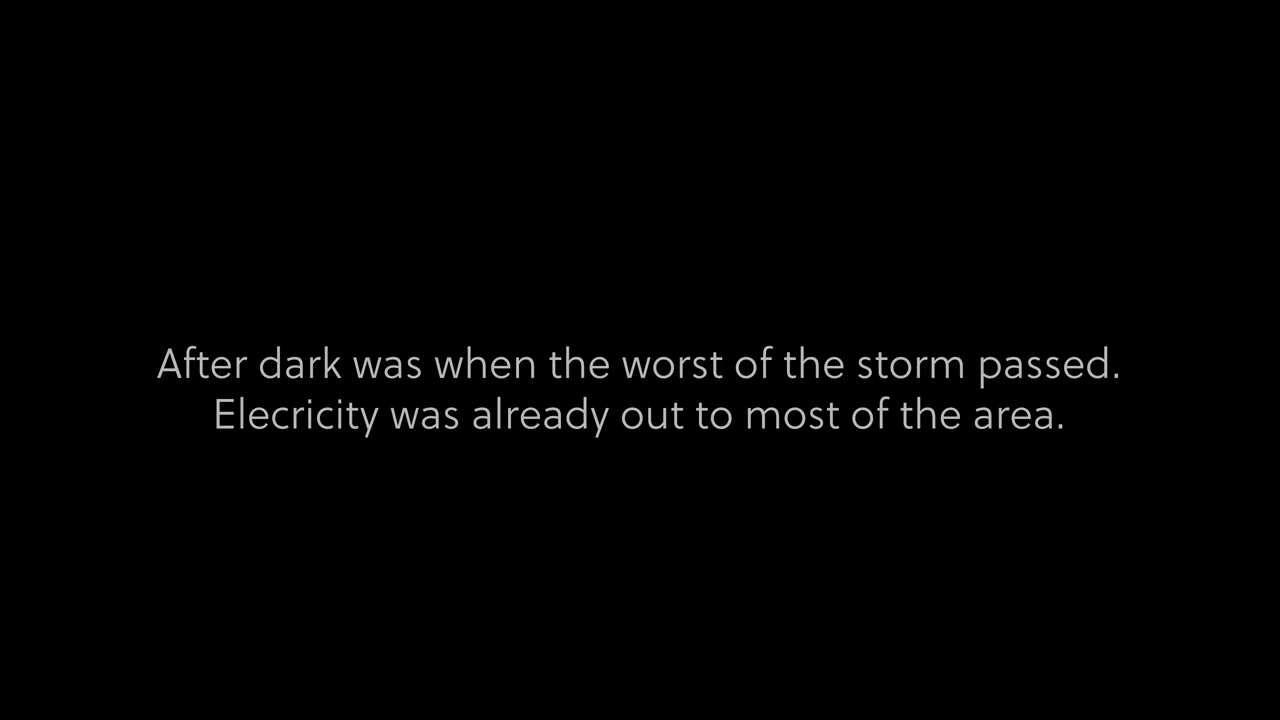 After dark was when the worst of the storm passed.
Elecricity was already out to most of the area.